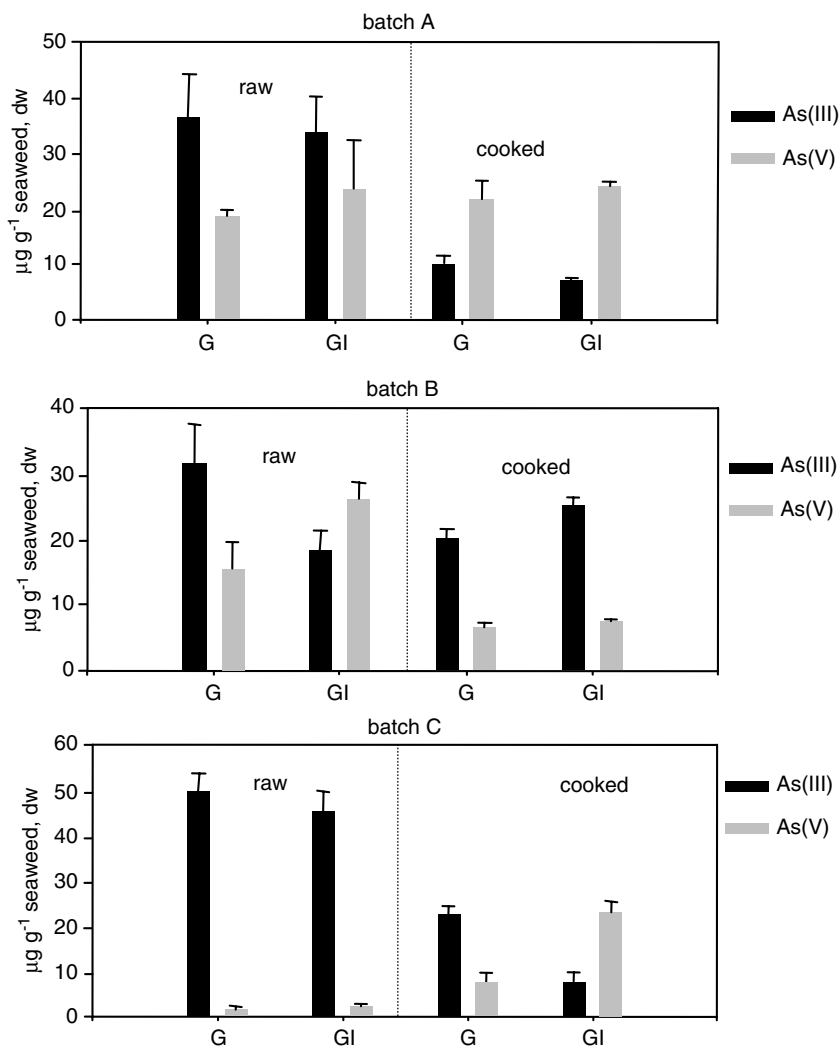 batch A
50
40
30
20
10
0
µg g-1 seaweed, dw
raw
cooked
As(III)
As(V)
G GI G GI
batch B
40
30
20
10
0
µg g-1 seaweed, dw
raw
cooked
As(III)
As(V)
G GI G GI
batch C
60
50
40
30
20
10
0
µg g-1 seaweed, dw
raw
cooked
As(III)
As(V)
G GI G GI